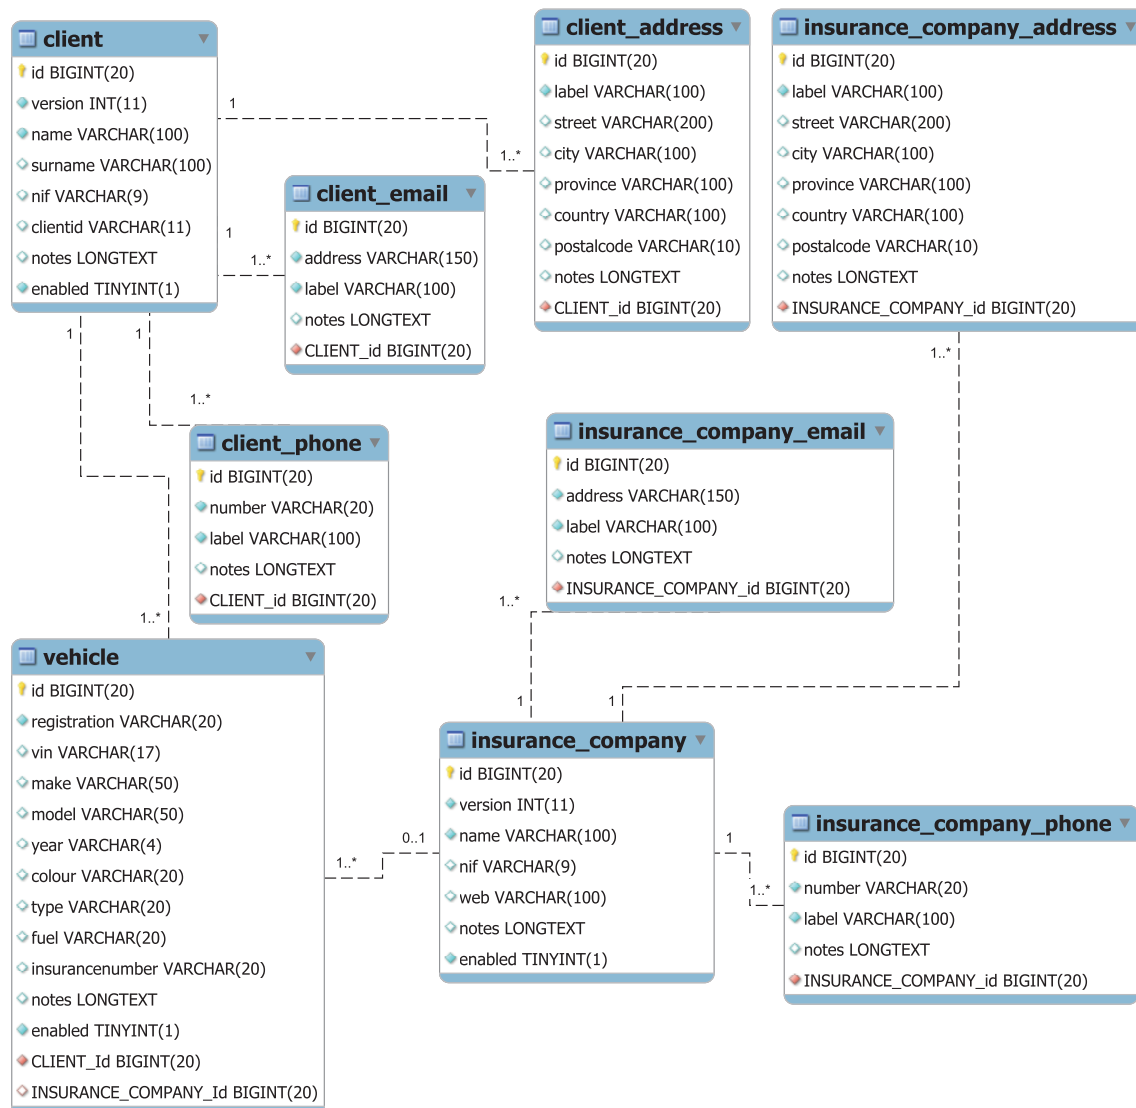 client
id BIGINT(20)
version INT(11)
name VARCHAR(100)
surname VARCHAR(100)
nif VARCHAR(9)
clientid VARCHAR(11)
notes LONGTEXT
enabled TINYINT(1)
1
1..*
1
1..*
1
1
1..*
1..*
client_address
id BIGINT(20)
label VARCHAR(100)
street VARCHAR(200)
city VARCHAR(100)
province VARCHAR(100)
country VARCHAR(100)
postalcode VARCHAR(10)
notes LONGTEXT
CLIENT_id BIGINT(20)
insurance_company_address
id BIGINT(20)
label VARCHAR(100)
street VARCHAR(200)
city VARCHAR(100)
province VARCHAR(100)
country VARCHAR(100)
postalcode VARCHAR(10)
notes LONGTEXT
INSURANCE_COMPANY_id BIGINT(20)
1..*
client_email
id BIGINT(20)
address VARCHAR(150)
label VARCHAR(100)
notes LONGTEXT
CLIENT_id BIGINT(20)
client_phone
id BIGINT(20)
number VARCHAR(20)
label VARCHAR(100)
notes LONGTEXT
CLIENT_id BIGINT(20)
insurance_company_email
id BIGINT(20)
address VARCHAR(150)
label VARCHAR(100)
notes LONGTEXT
INSURANCE_COMPANY_id BIGINT(20)
1..*
1
1
vehicle
id BIGINT(20)
registration VARCHAR(20)
vin VARCHAR(17)
make VARCHAR(50)
model VARCHAR(50)
year VARCHAR(4)
colour VARCHAR(20)
type VARCHAR(20)
fuel VARCHAR(20)
insurancenumber VARCHAR(20)
notes LONGTEXT
enabled TINYINT(1)
CLIENT_Id BIGINT(20)
INSURANCE_COMPANY_Id BIGINT(20)
1..*
0..1
insurance_company
id BIGINT(20)
version INT(11)
name VARCHAR(100)
nif VARCHAR(9)
web VARCHAR(100)
notes LONGTEXT
enabled TINYINT(1)
1
1..*
insurance_company_phone
id BIGINT(20)
number VARCHAR(20)
label VARCHAR(100)
notes LONGTEXT
INSURANCE_COMPANY_id BIGINT(20)